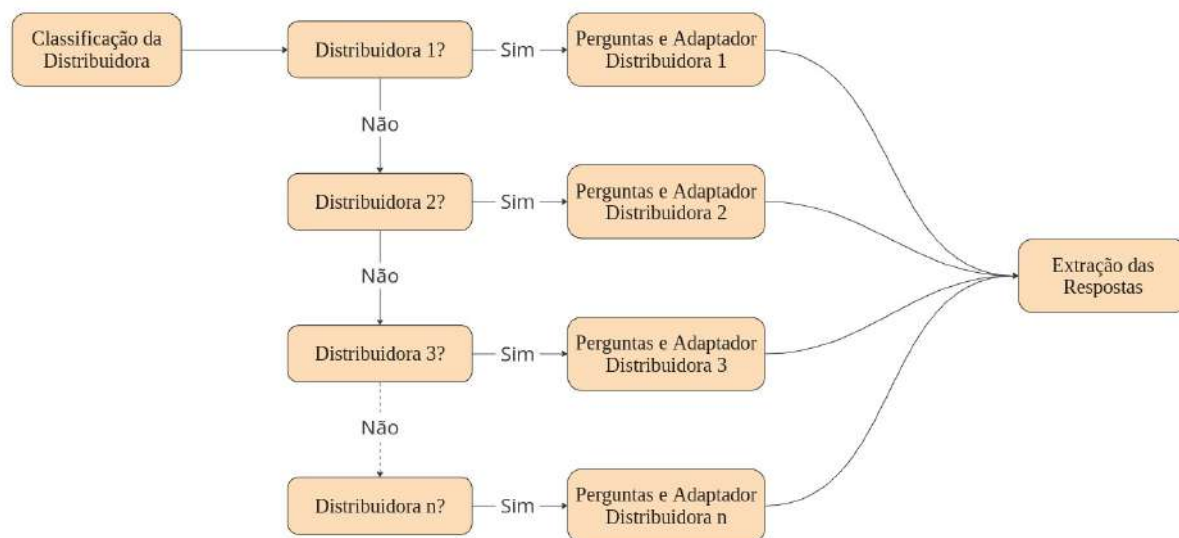 Classificação da
Distribuidora
Distribuidora 1?
Sim
Perguntas e Adaptador
Distribuidora 1
Não
Distribuidora 2?
Sim
Perguntas e Adaptador
Distribuidora 2
Não
Distribuidora 3?
Sim
Perguntas e Adaptador
Distribuidora 3
Não
Distribuidora n?
Sim
Perguntas e Adaptador
Distribuidora n
Extração das
Respostas